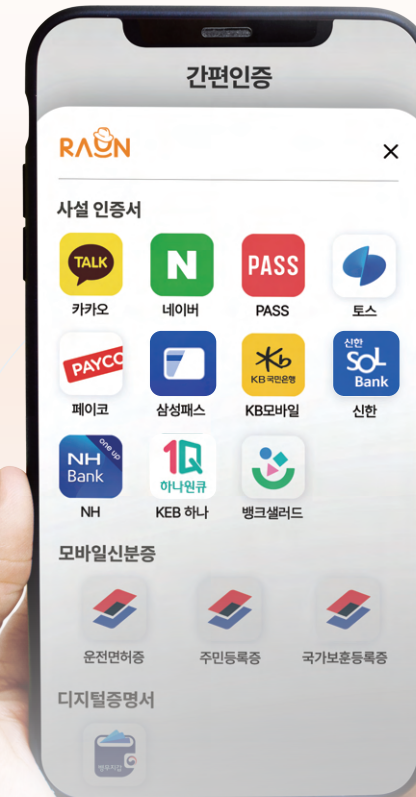 간편인증
RAON
사설 인증서
TALK
N
PASS
카카오
네이버
PASS
토스
PAYCO
Kb
KB국민은행
신한
SOL
Bank
페이코
삼성패스
KB모바일
신한
NH
Bank
one up
1Q
하나원큐
NH
KEB 하나
뱅크샐러드
모바일신분증
운전면허증
주민등록증
국가보훈등록증
디지털증명서